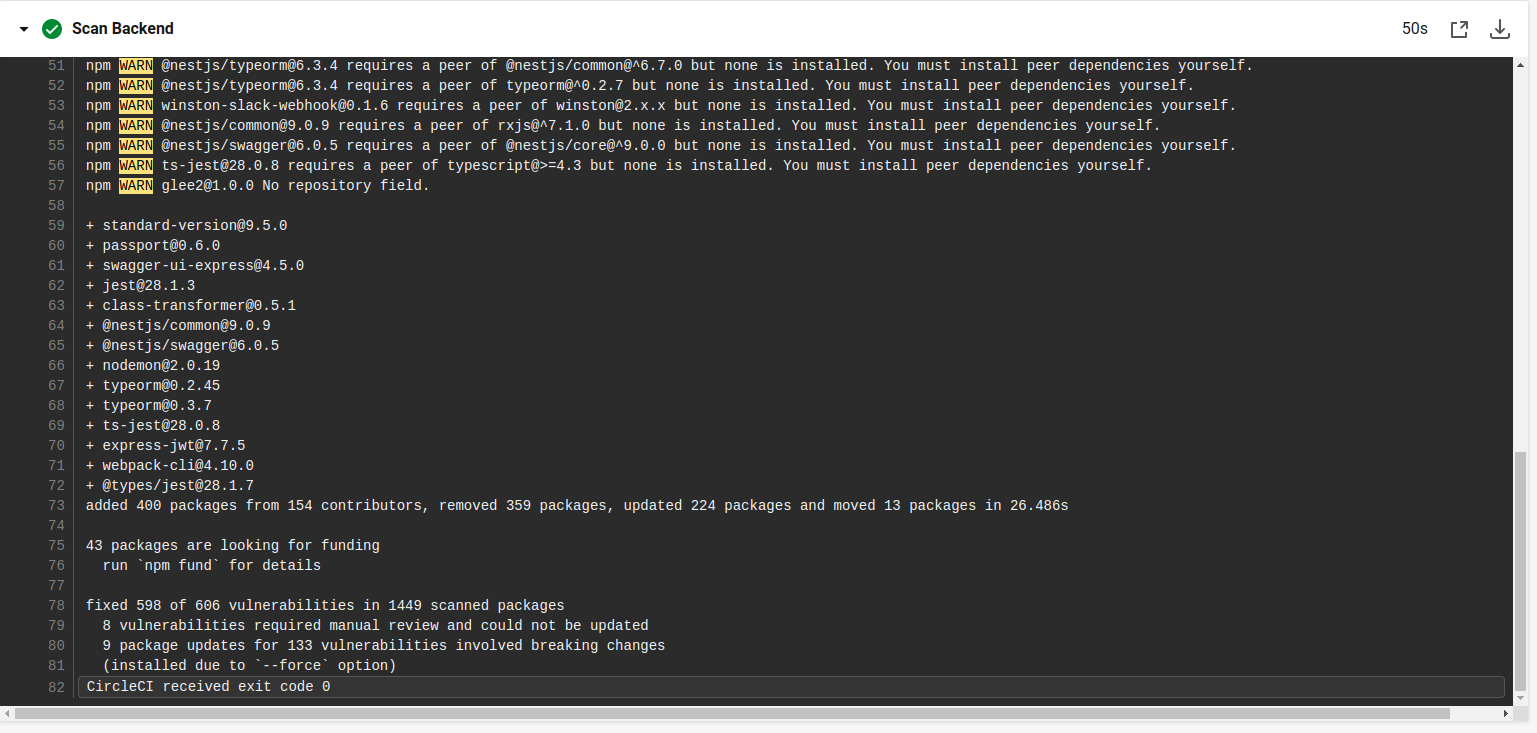 Scan Backend
50s
51 npm WARN @nestjs/typeorm@6.3.4 requires a peer of @nestjs/common@^6.7.0 but none is installed. You must install peer dependencies yourself.
52 npm WARN @nestjs/typeorm@6.3.4 requires a peer of typeorm@^0.2.7 but none is installed. You must install peer dependencies yourself.
53 npm WARN winston-slack-webhook@0.1.6 requires a peer of winston@2.x.x but none is installed. You must install peer dependencies yourself.
54 npm WARN @nestjs/common@9.0.9 requires a peer of rxjs@^7.1.0 but none is installed. You must install peer dependencies yourself.
55 npm WARN @nestjs/swagger@6.0.5 requires a peer of @nestjs/core@^9.0.0 but none is installed. You must install peer dependencies yourself.
56 npm WARN ts-jest@28.0.8 requires a peer of typescript@>=4.3 but none is installed. You must install peer dependencies yourself.
57 npm WARN glee2@1.0.0 No repository field.
58
59 + standard-version@9.5.0
60 + passport@0.6.0
61 + swagger-ui-express@4.5.0
62 + jest@28.1.3
63 + class-transformer@0.5.1
64 + @nestjs/common@9.0.9
65 + @nestjs/swagger@6.0.5
66 + nodemon@2.0.19
67 + typeorm@0.2.45
68 + typeorm@0.3.7
69 + ts-jest@28.0.8
70 + express-jwt@7.7.5
71 + webpack-cli@4.10.0
72 + @types/jest@28.1.7
73 added 400 packages from 154 contributors, removed 359 packages, updated 224 packages and moved 13 packages in 26.486s
74
75 43 packages are looking for funding
76 run `npm fund` for details
77
78 fixed 598 of 606 vulnerabilities in 1449 scanned packages
79 8 vulnerabilities required manual review and could not be updated
80 9 package updates for 133 vulnerabilities involved breaking changes
81 (installed due to `--force` option)
82 CircleCI received exit code 0